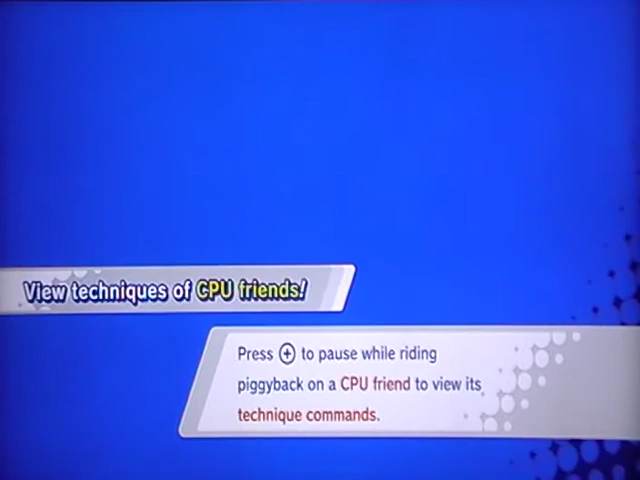 View techniques of CPU friends!
Press ⊕ to pause while riding
piggyback on a CPU friend to view its
technique commands.